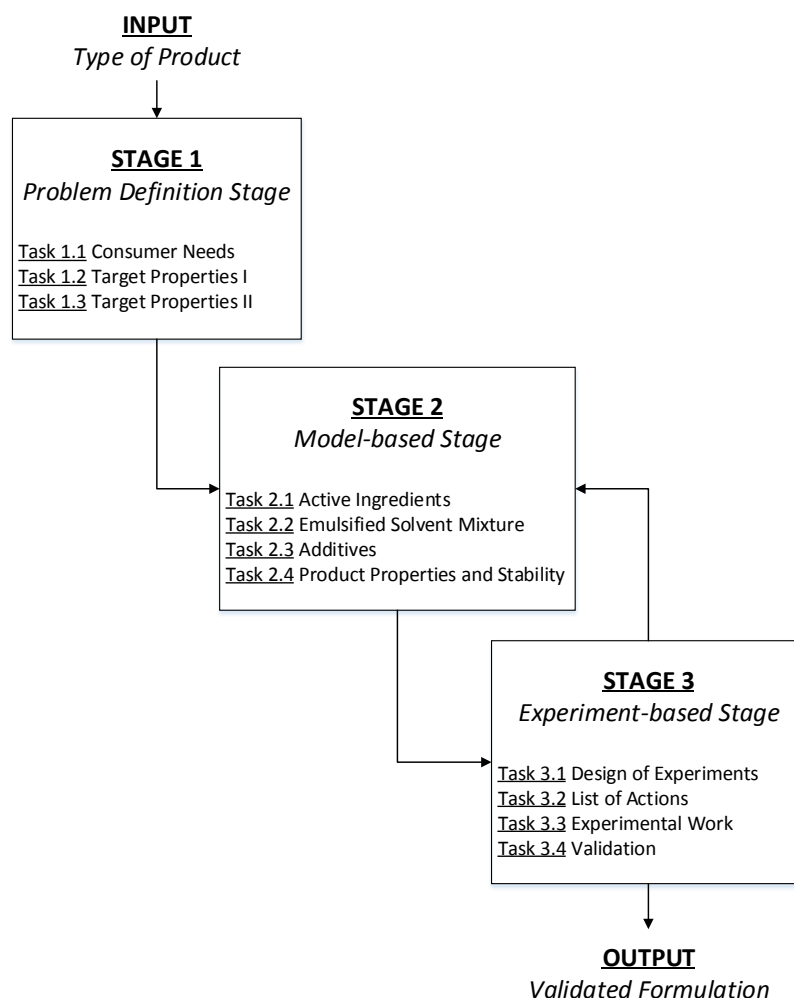 INPUT
Type of Product
STAGE 1
Problem Definition Stage
Task 1.1 Consumer Needs
Task 1.2 Target Properties I
Task 1.3 Target Properties II
STAGE 2
Model-based Stage
Task 2.1 Active Ingredients
Task 2.2 Emulsified Solvent Mixture
Task 2.3 Additives
Task 2.4 Product Properties and Stability
STAGE 3
Experiment-based Stage
Task 3.1 Design of Experiments
Task 3.2 List of Actions
Task 3.3 Experimental Work
Task 3.4 Validation
OUTPUT
Validated Formulation